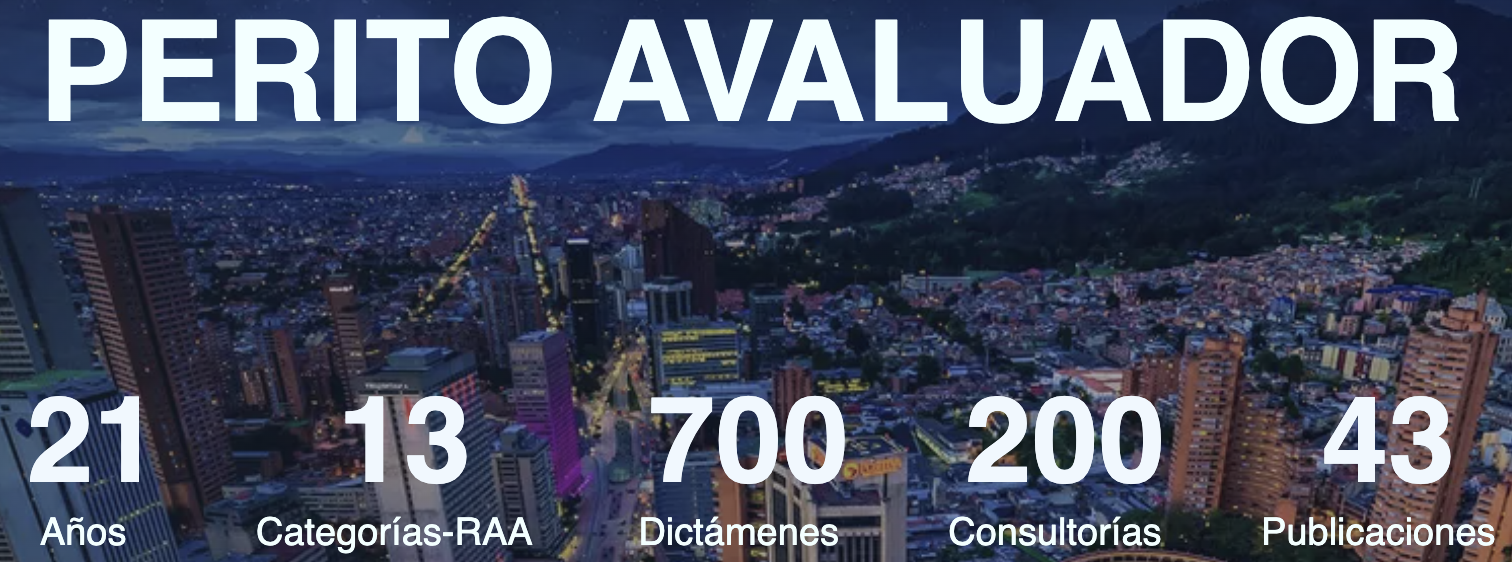 PERITO AVALUADOR
21 13 700 200 43
Años Categorías-RAA Dictámenes Consultorías Publicaciones